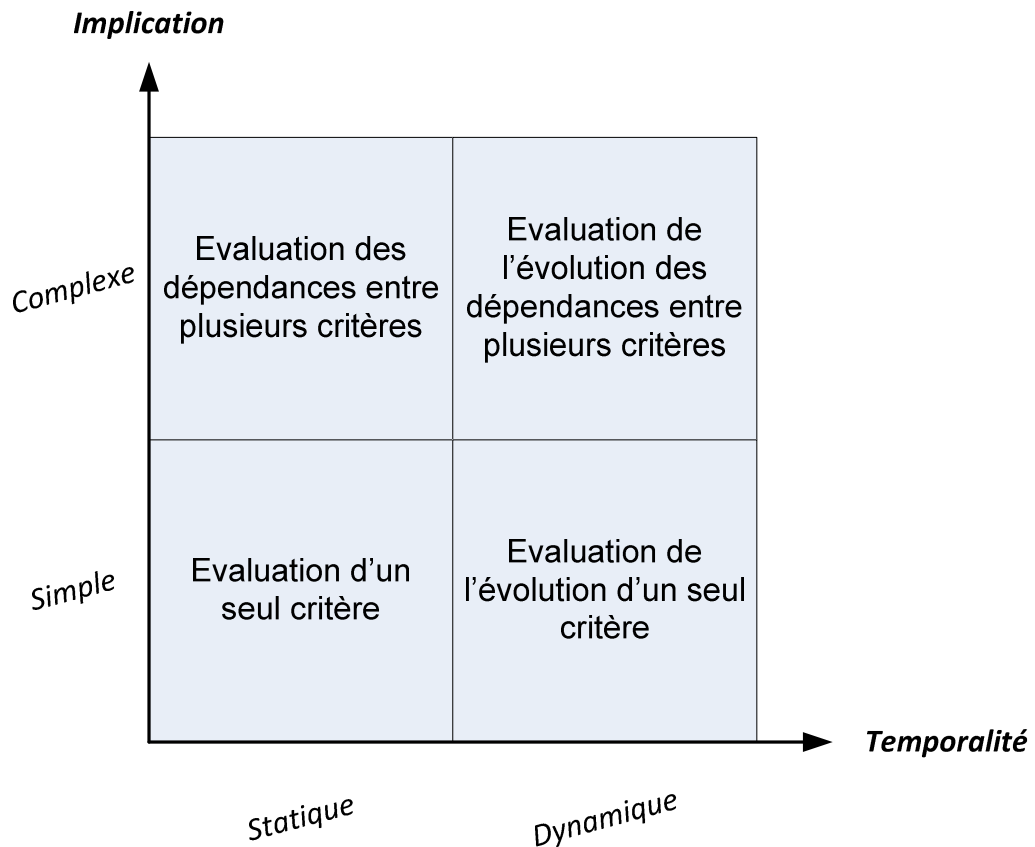 Implication
Complexe
Evaluation des
dépendances entre
plusieurs critères
Evaluation de
l’évolution des
dépendances entre
plusieurs critères
Simple
Evaluation d’un
seul critère
Evaluation de
l’évolution d’un seul
critère
Temporalité
Statique
Dynamique